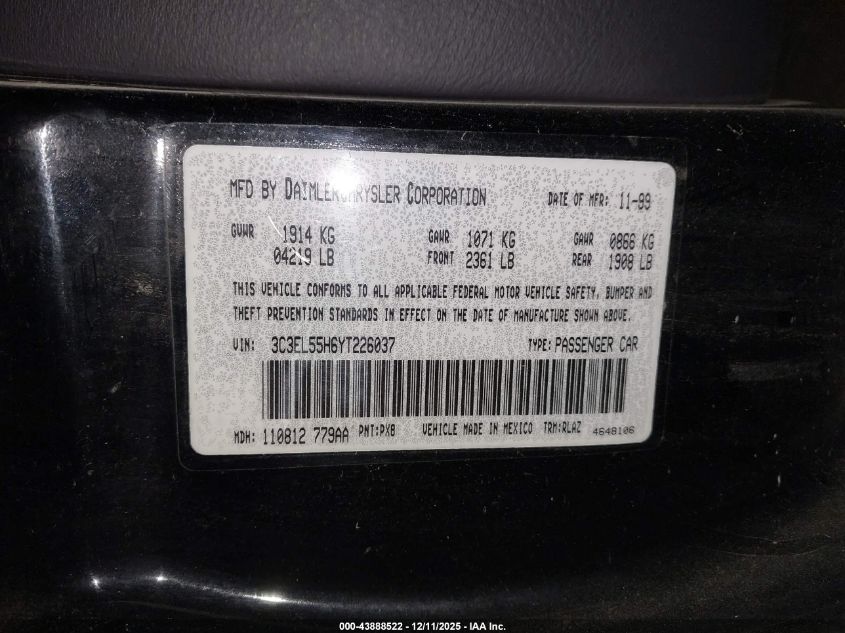 MFD BY DAIMLERCHRYSLER CORPORATION DATE OF MFR: 11-99
GVWR 1914 KG GAWR 1071 KG GAWR 0866 KG
04219 LB FRONT 2361 LB REAR 1908 LB
THIS VEHICLE CONFORMS TO ALL APPLICABLE FEDERAL MOTOR VEHICLE SAFETY, BUMPER AND
THEFT PREVENTION STANDARDS IN EFFECT ON THE DATE OF MANUFACTURE SHOWN ABOVE.
VIN: 3C3EL55H6YT226037 TYPE: PASSENGER CAR
MDH: 110812 779AA PNT:PXB VEHICLE MADE IN MEXICO TRM:RLAZ 4648106
000-43888522 - 12/11/2025 - IAA Inc.